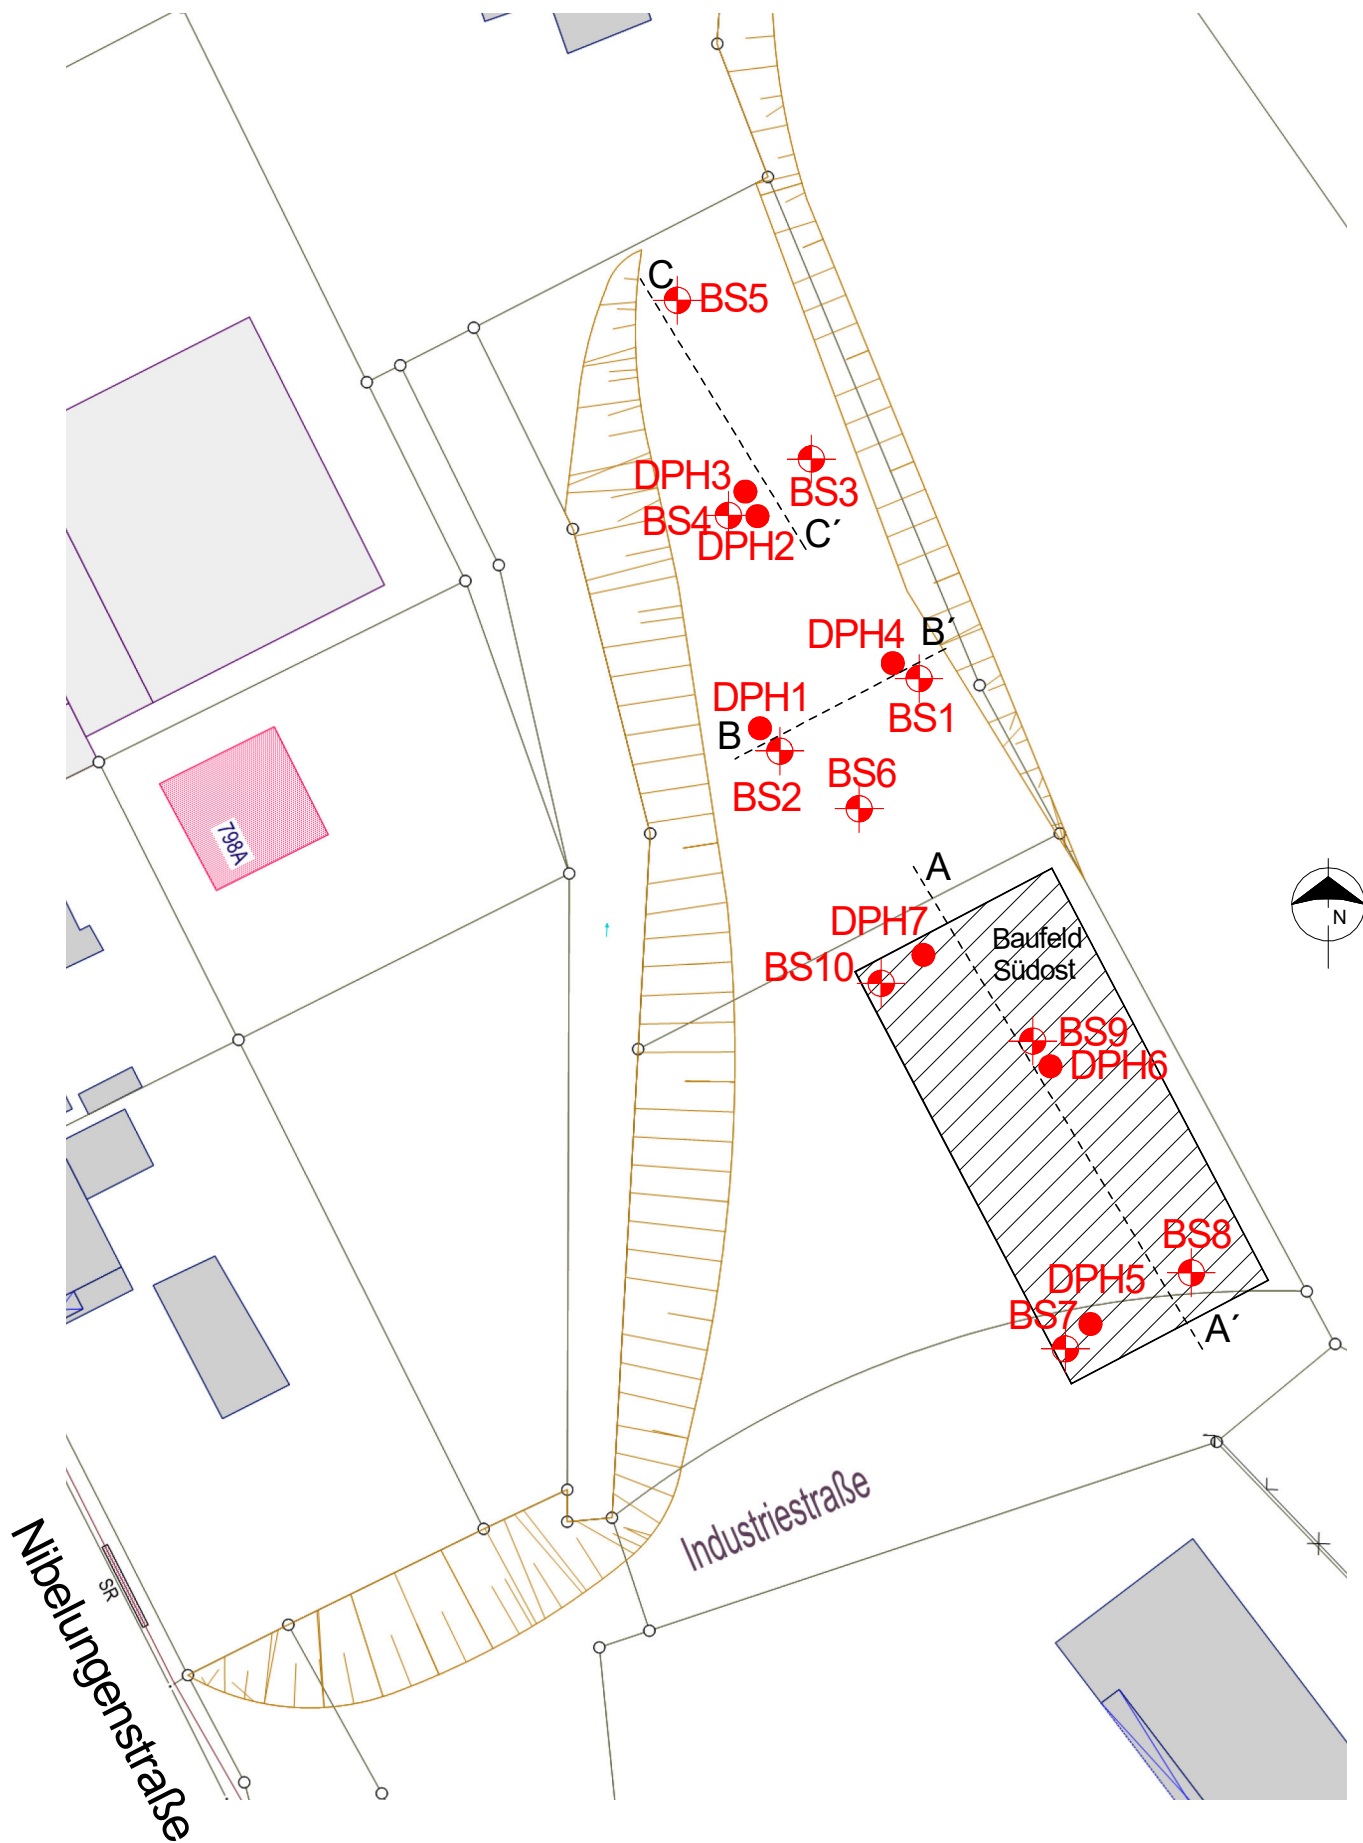 C
BS5
DPH3
BS3
BS4
DPH2
C´
DPH4
B´
DPH1
BS1
B
BS6
BS2
798A
A
N
DPH7
Baufeld
Südost
BS10
BS9
DPH6
BS8
DPH5
BS7
A´
Industriestraße
SR
Nibelungenstraße